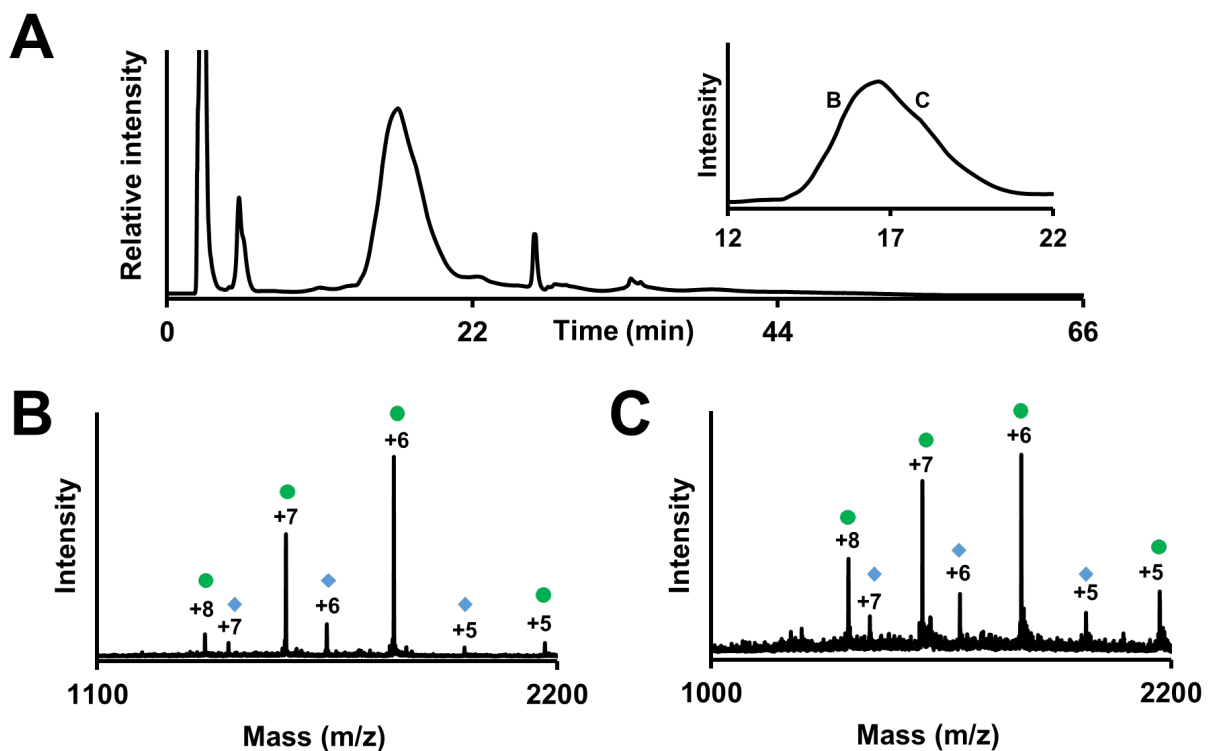 A
Relative intensity
0
22
Time (min)
44
66
Intensity
B
C
12
17
22
B
Intensity
+8
+7
+7
+6
+6
+5
+5
1100
2200
Mass (m/z)
C
Intensity
+8
+7
+7
+6
+6
+5
+5
1000
2200
Mass (m/z)